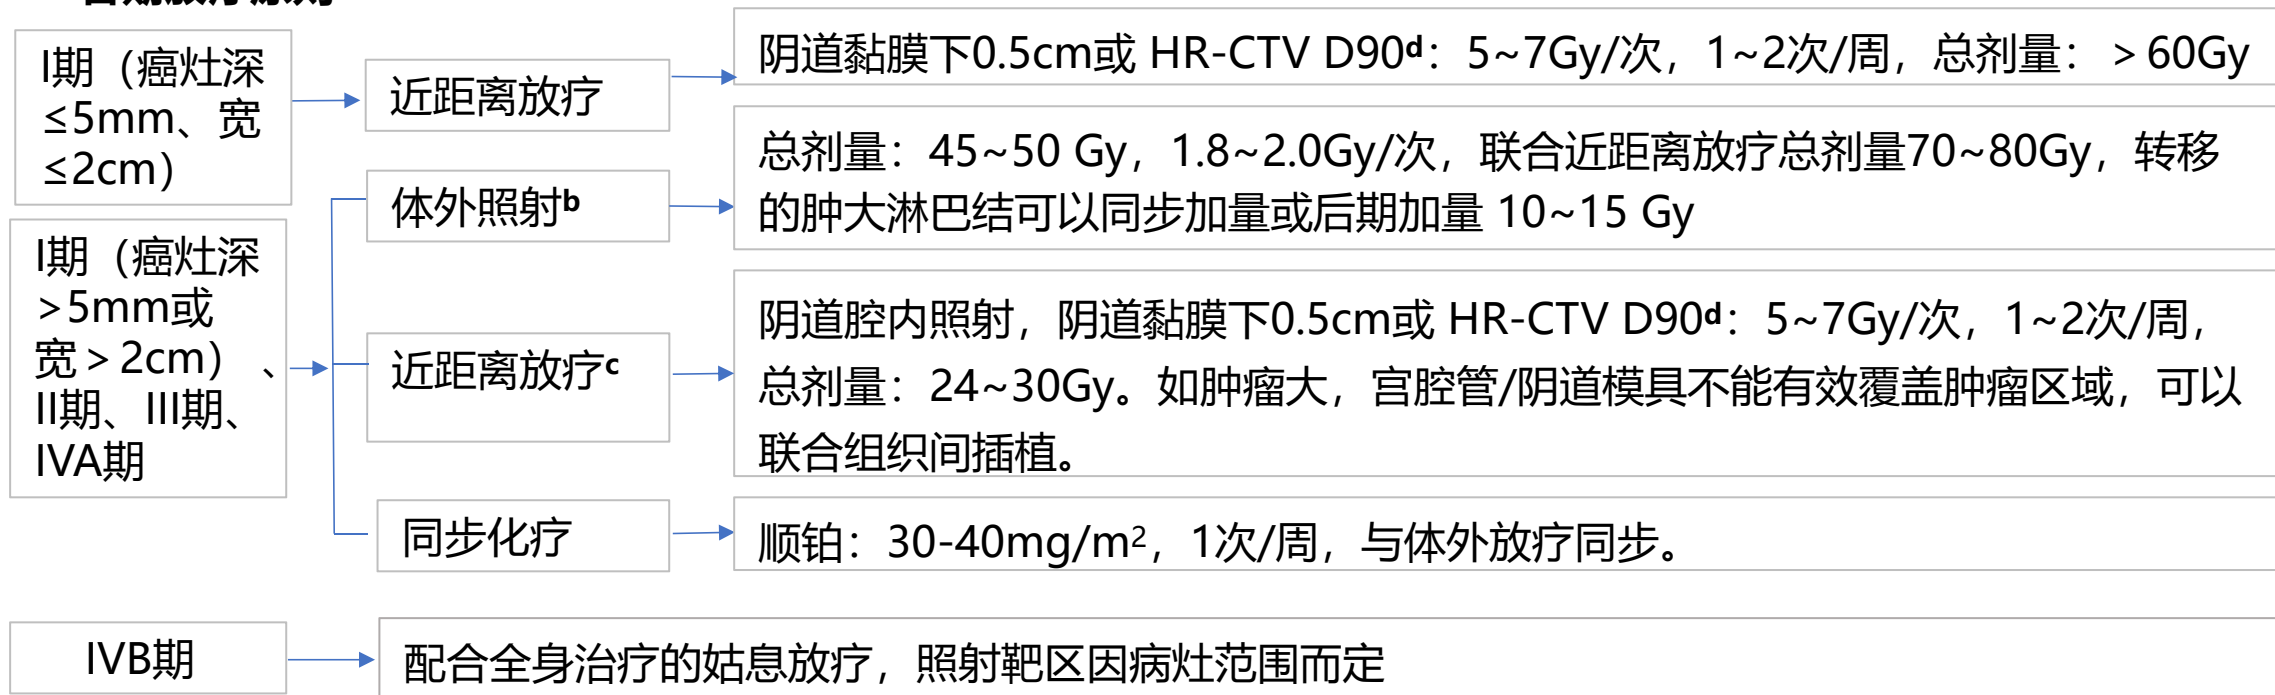 I期（癌灶深
≤5mm、宽
≤2cm）
近距离放疗
阴道黏膜下0.5cm或 HR-CTV D90ᵈ：5~7Gy/次，1~2次/周，总剂量：＞60Gy
I期（癌灶深
>5mm或
宽＞2cm）、
II期、III期、
IVA期
体外照射ᵇ
总剂量：45~50 Gy，1.8~2.0Gy/次，联合近距离放疗总剂量70~80Gy，转移
的肿大淋巴结可以同步加量或后期加量 10~15 Gy
近距离放疗ᶜ
阴道腔内照射，阴道黏膜下0.5cm或 HR-CTV D90ᵈ：5~7Gy/次，1~2次/周，
总剂量：24~30Gy。如肿瘤大，宫腔管/阴道模具不能有效覆盖肿瘤区域，可以
联合组织间插植。
同步化疗
顺铂：30-40mg/m²，1次/周，与体外放疗同步。
IVB期
配合全身治疗的姑息放疗，照射靶区因病灶范围而定